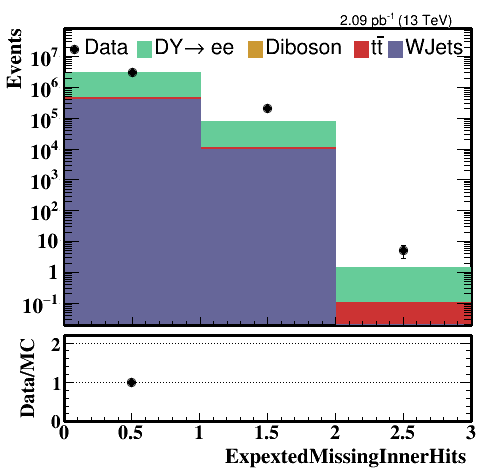 2.09 pb⁻¹ (13 TeV)
Events
Data DY→ ee Diboson tt̄ WJets
10⁷
10⁶
10⁵
10⁴
10³
10²
10
1
10⁻¹
Data/MC
2
1
0
0 0.5 1 1.5 2 2.5 3
ExpextedMissingInnerHits